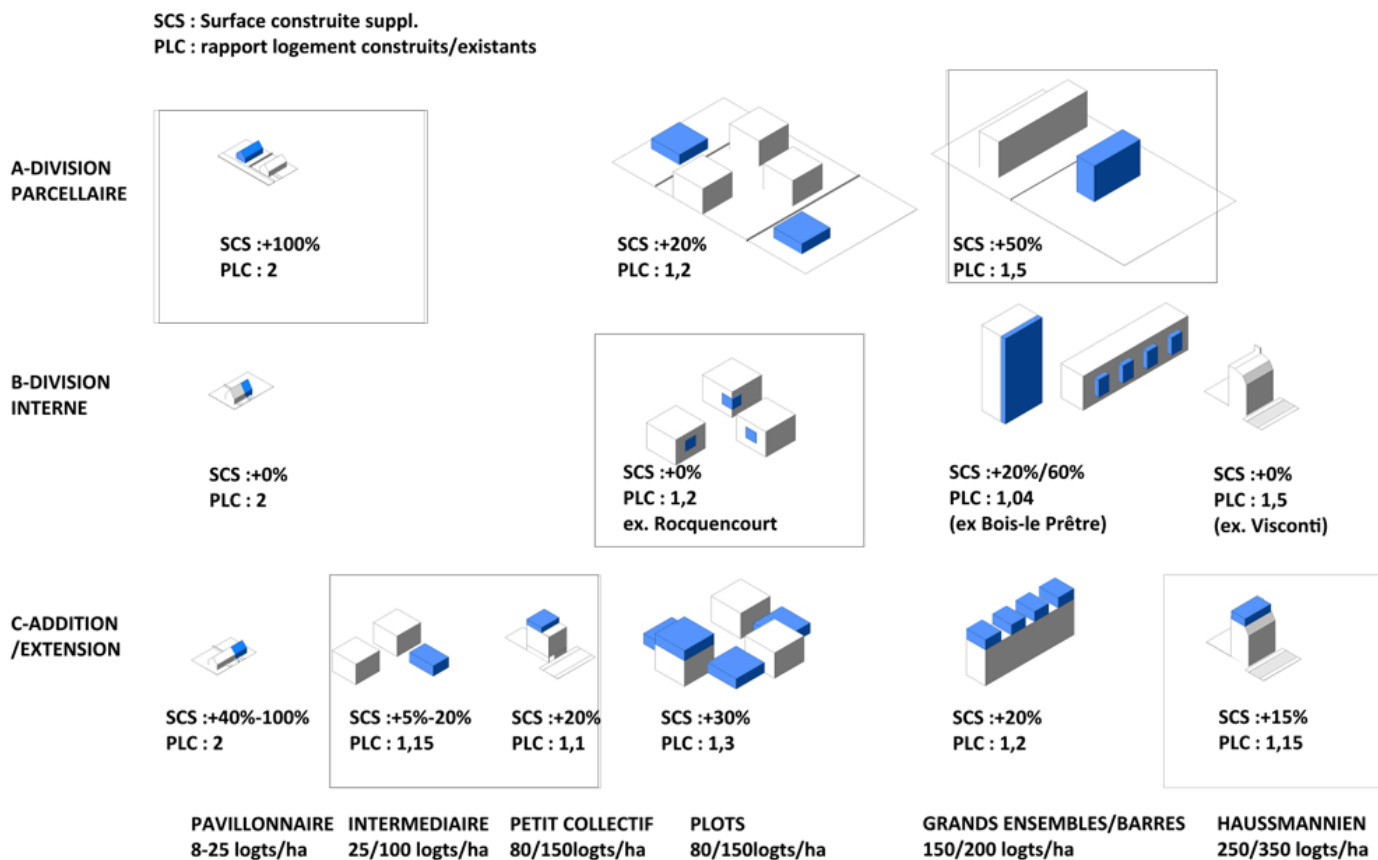 SCS : Surface construite suppl.
PLC : rapport logement construits/existants
A-DIVISION
PARCELLAIRE
SCS :+100%
PLC : 2
SCS :+20%
PLC : 1,2
SCS :+50%
PLC : 1,5
B-DIVISION
INTERNE
SCS :+0%
PLC : 2
SCS :+0%
PLC : 1,2
ex. Rocquencourt
SCS :+20%/60%
PLC : 1,04
(ex Bois-le Prêtre)
SCS :+0%
PLC : 1,5
(ex. Visconti)
C-ADDITION
/EXTENSION
SCS :+40%-100%
PLC : 2
SCS :+5%-20%
PLC : 1,15
SCS :+20%
PLC : 1,1
SCS :+30%
PLC : 1,3
SCS :+20%
PLC : 1,2
SCS :+15%
PLC : 1,15
PAVILLONNAIRE
8-25 logts/ha
INTERMEDIAIRE
25/100 logts/ha
PETIT COLLECTIF
80/150logts/ha
PLOTS
80/150logts/ha
GRANDS ENSEMBLES/BARRES
150/200 logts/ha
HAUSSMANNIEN
250/350 logts/ha